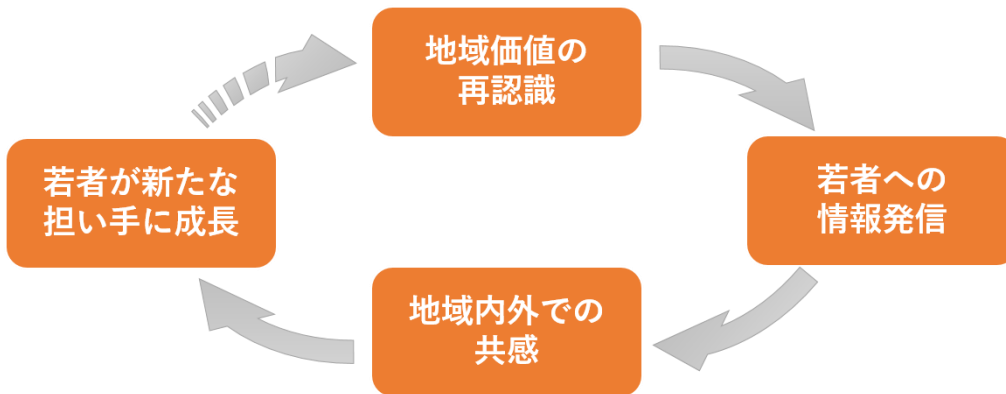 地域価値の
再認識
若者への
情報発信
地域内外での
共感
若者が新たな
担い手に成長